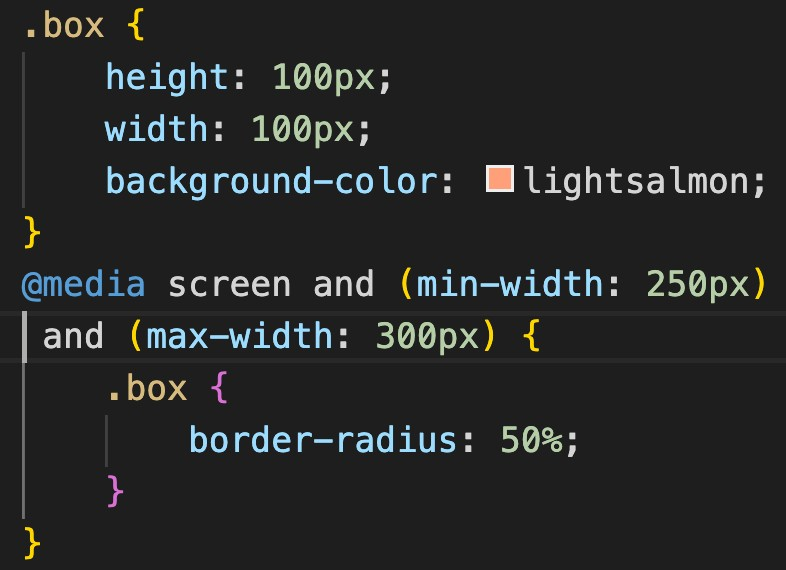 .box {
    height: 100px;
    width: 100px;
    background-color: lightsalmon;
}
@media screen and (min-width: 250px)
 and (max-width: 300px) {
    .box {
        border-radius: 50%;
    }
}